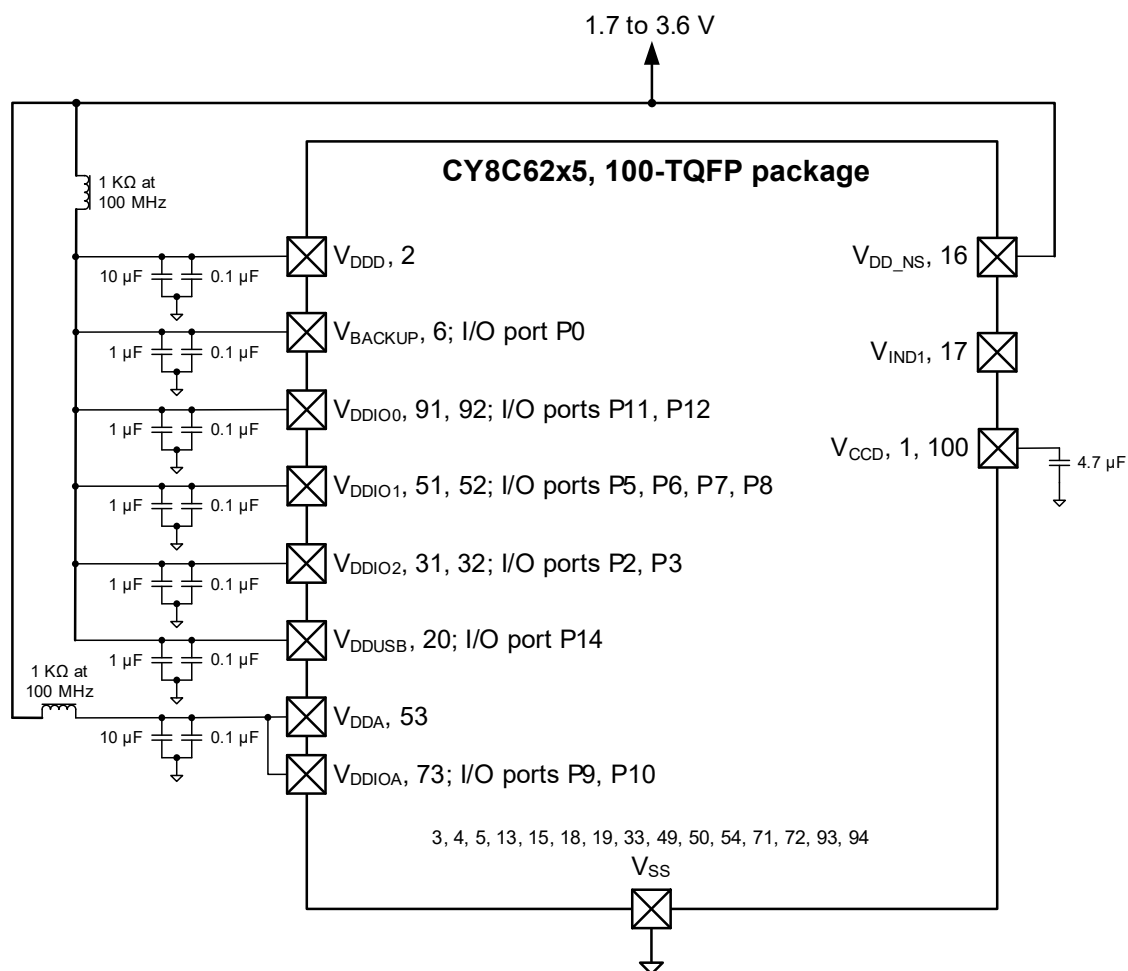 1.7 to 3.6 V
CY8C62x5, 100-TQFP package
1 KΩ at
100 MHz
VDDD, 2
10 µF
0.1 µF
VDD_NS, 16
VBACKUP, 6; I/O port P0
1 µF
0.1 µF
VIND1, 17
VDDIO0, 91, 92; I/O ports P11, P12
1 µF
0.1 µF
VCCD, 1, 100
4.7 µF
VDDIO1, 51, 52; I/O ports P5, P6, P7, P8
1 µF
0.1 µF
VDDIO2, 31, 32; I/O ports P2, P3
1 µF
0.1 µF
VDDUSB, 20; I/O port P14
1 µF
0.1 µF
1 KΩ at
100 MHz
VDDA, 53
10 µF
0.1 µF
VDDIOA, 73; I/O ports P9, P10
3, 4, 5, 13, 15, 18, 19, 33, 49, 50, 54, 71, 72, 93, 94
VSS